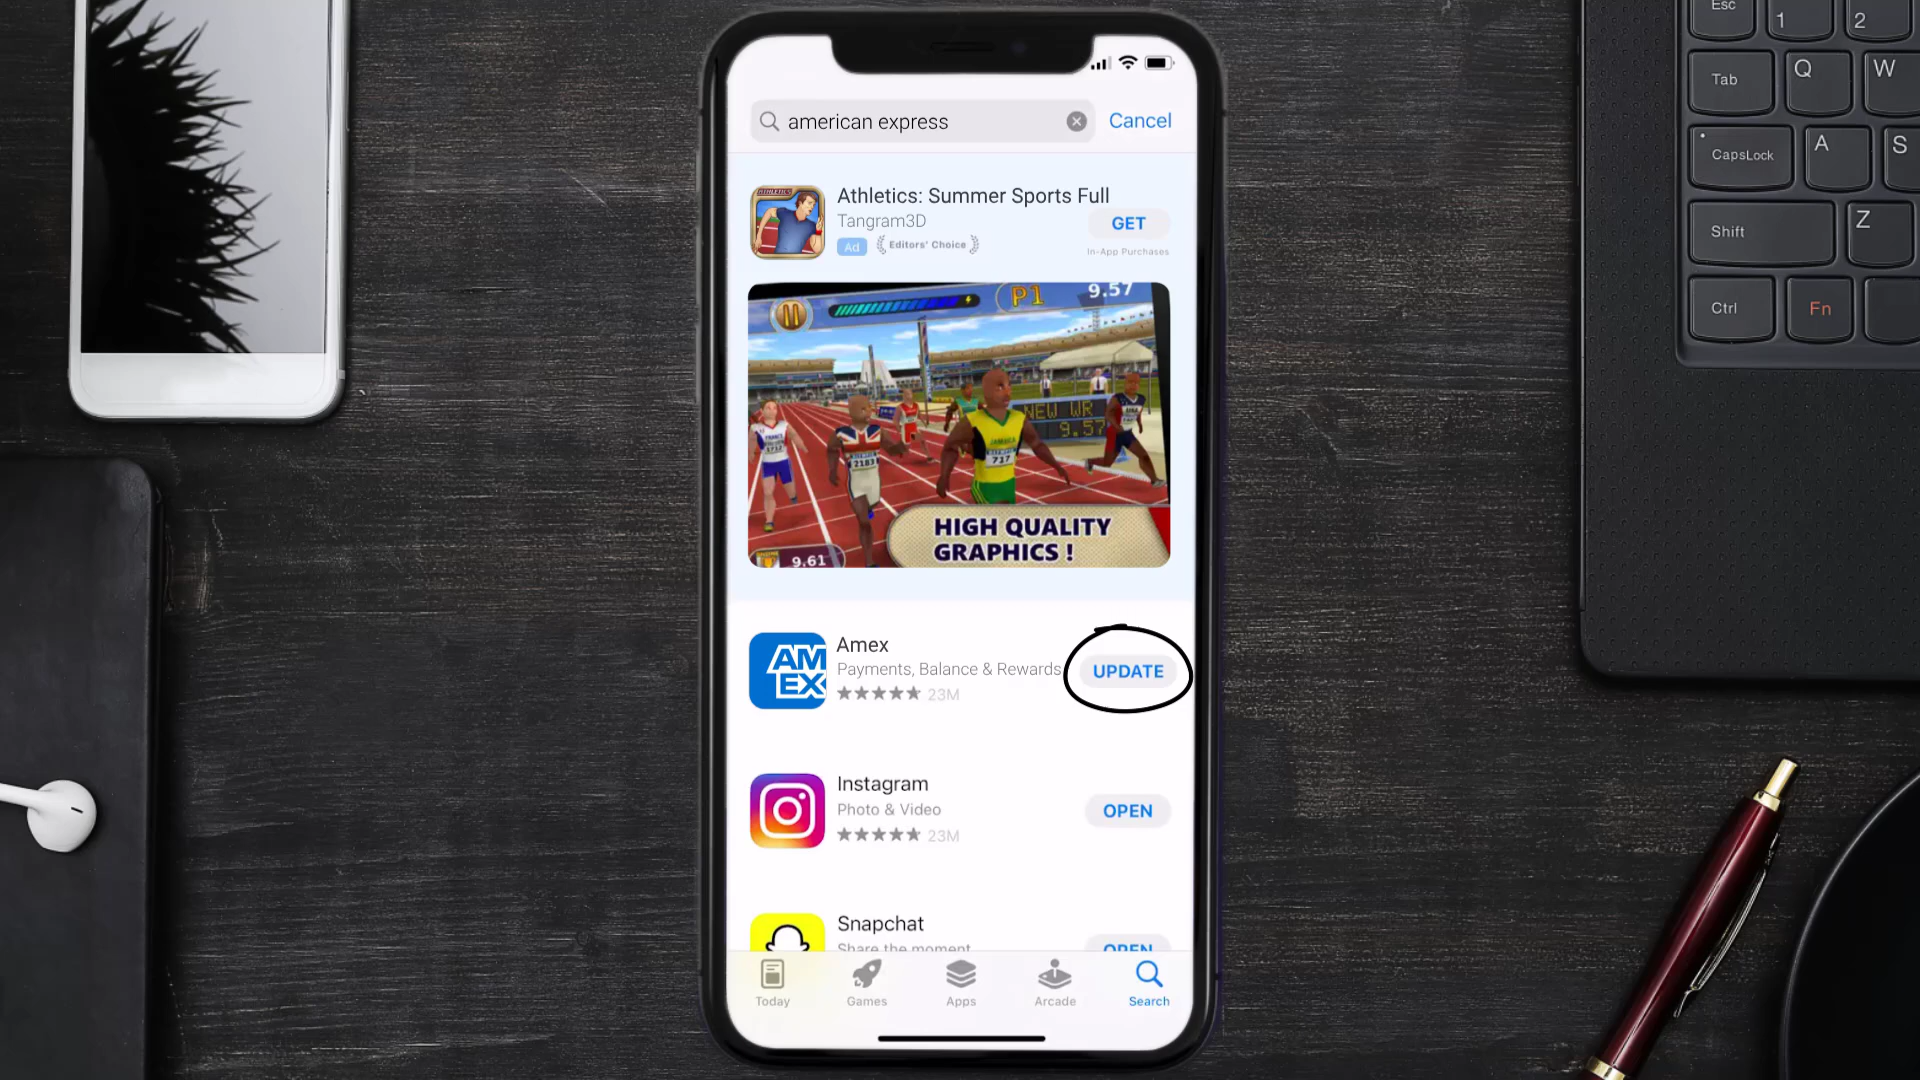 american express
Cancel
Athletics: Summer Sports Full
Tangram3D
GET
Ad
Editors' Choice
In-App Purchases
P1
9.57
NEW WR
9.57
JAMAICA
717
2183
HIGH QUALITY
GRAPHICS !
9.61
AM
EX
Amex
Payments, Balance & Rewards
23M
UPDATE
Instagram
Photo & Video
23M
OPEN
Snapchat
Share the moment
OPEN
Today
Games
Apps
Arcade
Search
Esc
1
2
Tab
Q
W
CapsLock
A
S
Shift
Z
Ctrl
Fn